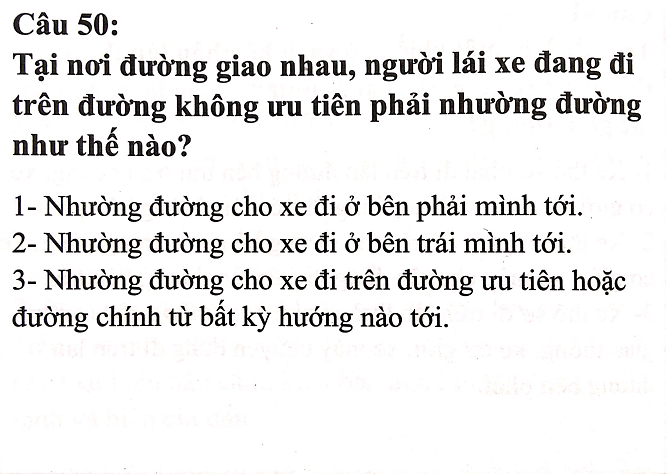 Câu 50:
Tại nơi đường giao nhau, người lái xe đang đi
trên đường không ưu tiên phải nhường đường
như thế nào?
1- Nhường đường cho xe đi ở bên phải mình tới.
2- Nhường đường cho xe đi ở bên trái mình tới.
3- Nhường đường cho xe đi trên đường ưu tiên hoặc
đường chính từ bất kỳ hướng nào tới.